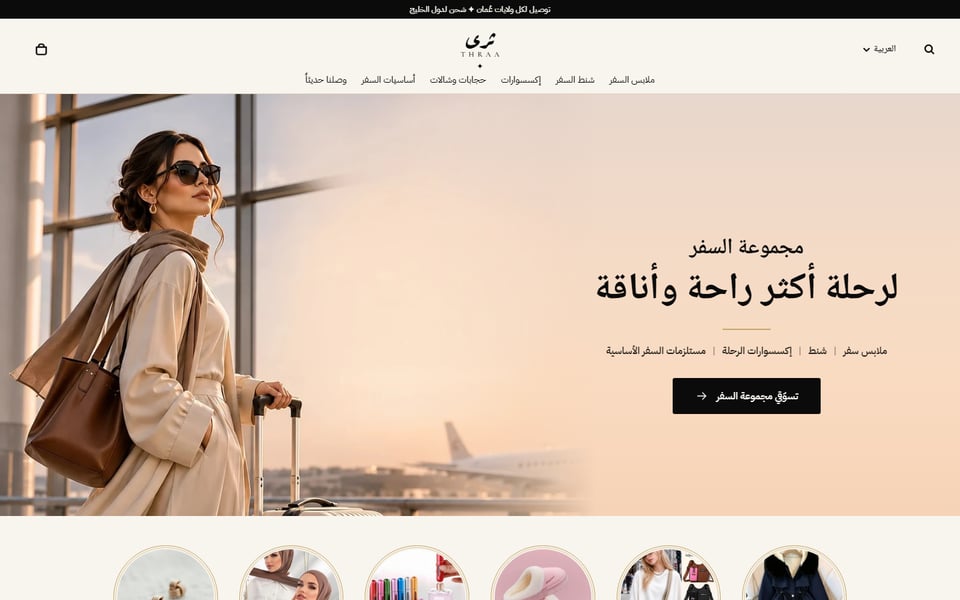 توصيل لكل ولايات عُمان ✦ شحن لدول الخليج
العربية
ثرى
THRAA
ملابس السفر
شنط السفر
إكسسوارات
حجابات وشالات
أساسيات السفر
وصلنا حديثاً
مجموعة السفر
لرحلة أكثر راحة وأناقة
ملابس سفر | شنط | إكسسوارات الرحلة | مستلزمات السفر الأساسية
تسوّقي مجموعة السفر →